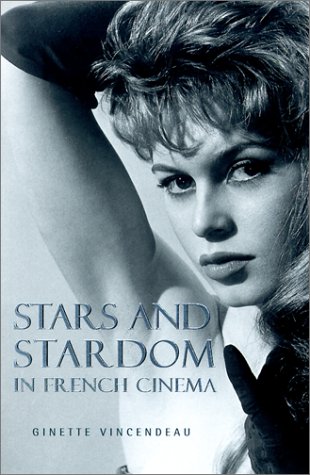 STARS AND
STARDOM
IN FRENCH CINEMA
GINETTE VINCENDEAU